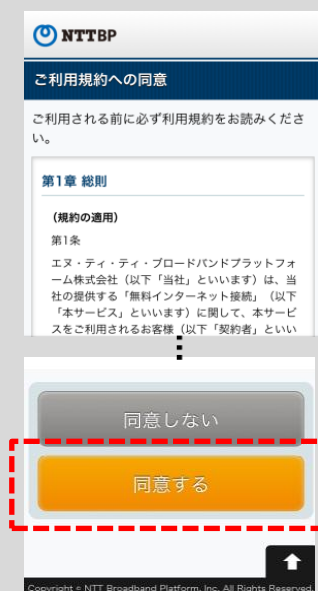 NTTBP
ご利用規約への同意
ご利用される前に必ず利用規約をお読みくださ
い。
第1章 総則
(規約の適用)
第1条
エヌ・ティ・ティ・ブロードバンドプラットフォ
ーム株式会社（以下「当社」といいます）は、当
社の提供する「無料インターネット接続」（以下
「本サービス」といいます）に関して、本サービ
スをご利用されるお客様（以下「契約者」といい
同意しない
同意する
Copyright © NTT Broadband Platform, Inc. All Rights Reserved.